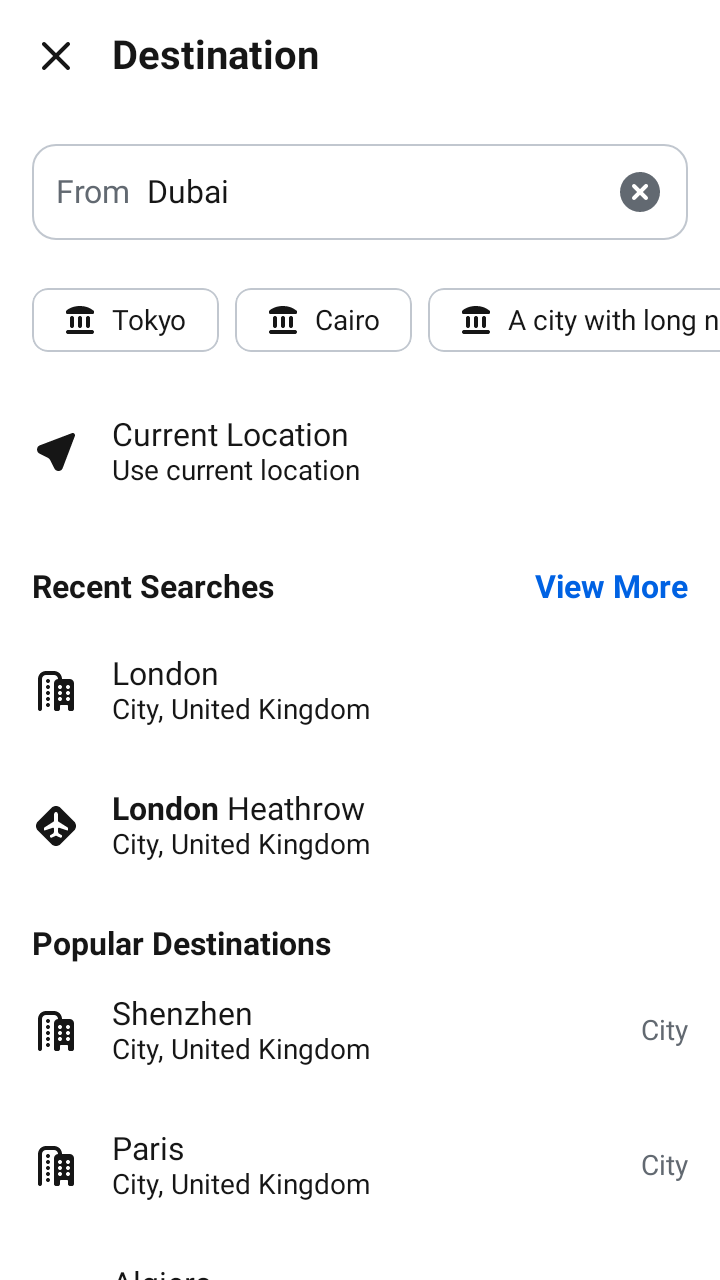 Destination
From Dubai
Tokyo Cairo A city with long n
Current Location
Use current location
Recent Searches View More
London
City, United Kingdom
London Heathrow
City, United Kingdom
Popular Destinations
Shenzhen
City, United Kingdom
City
Paris
City, United Kingdom
City